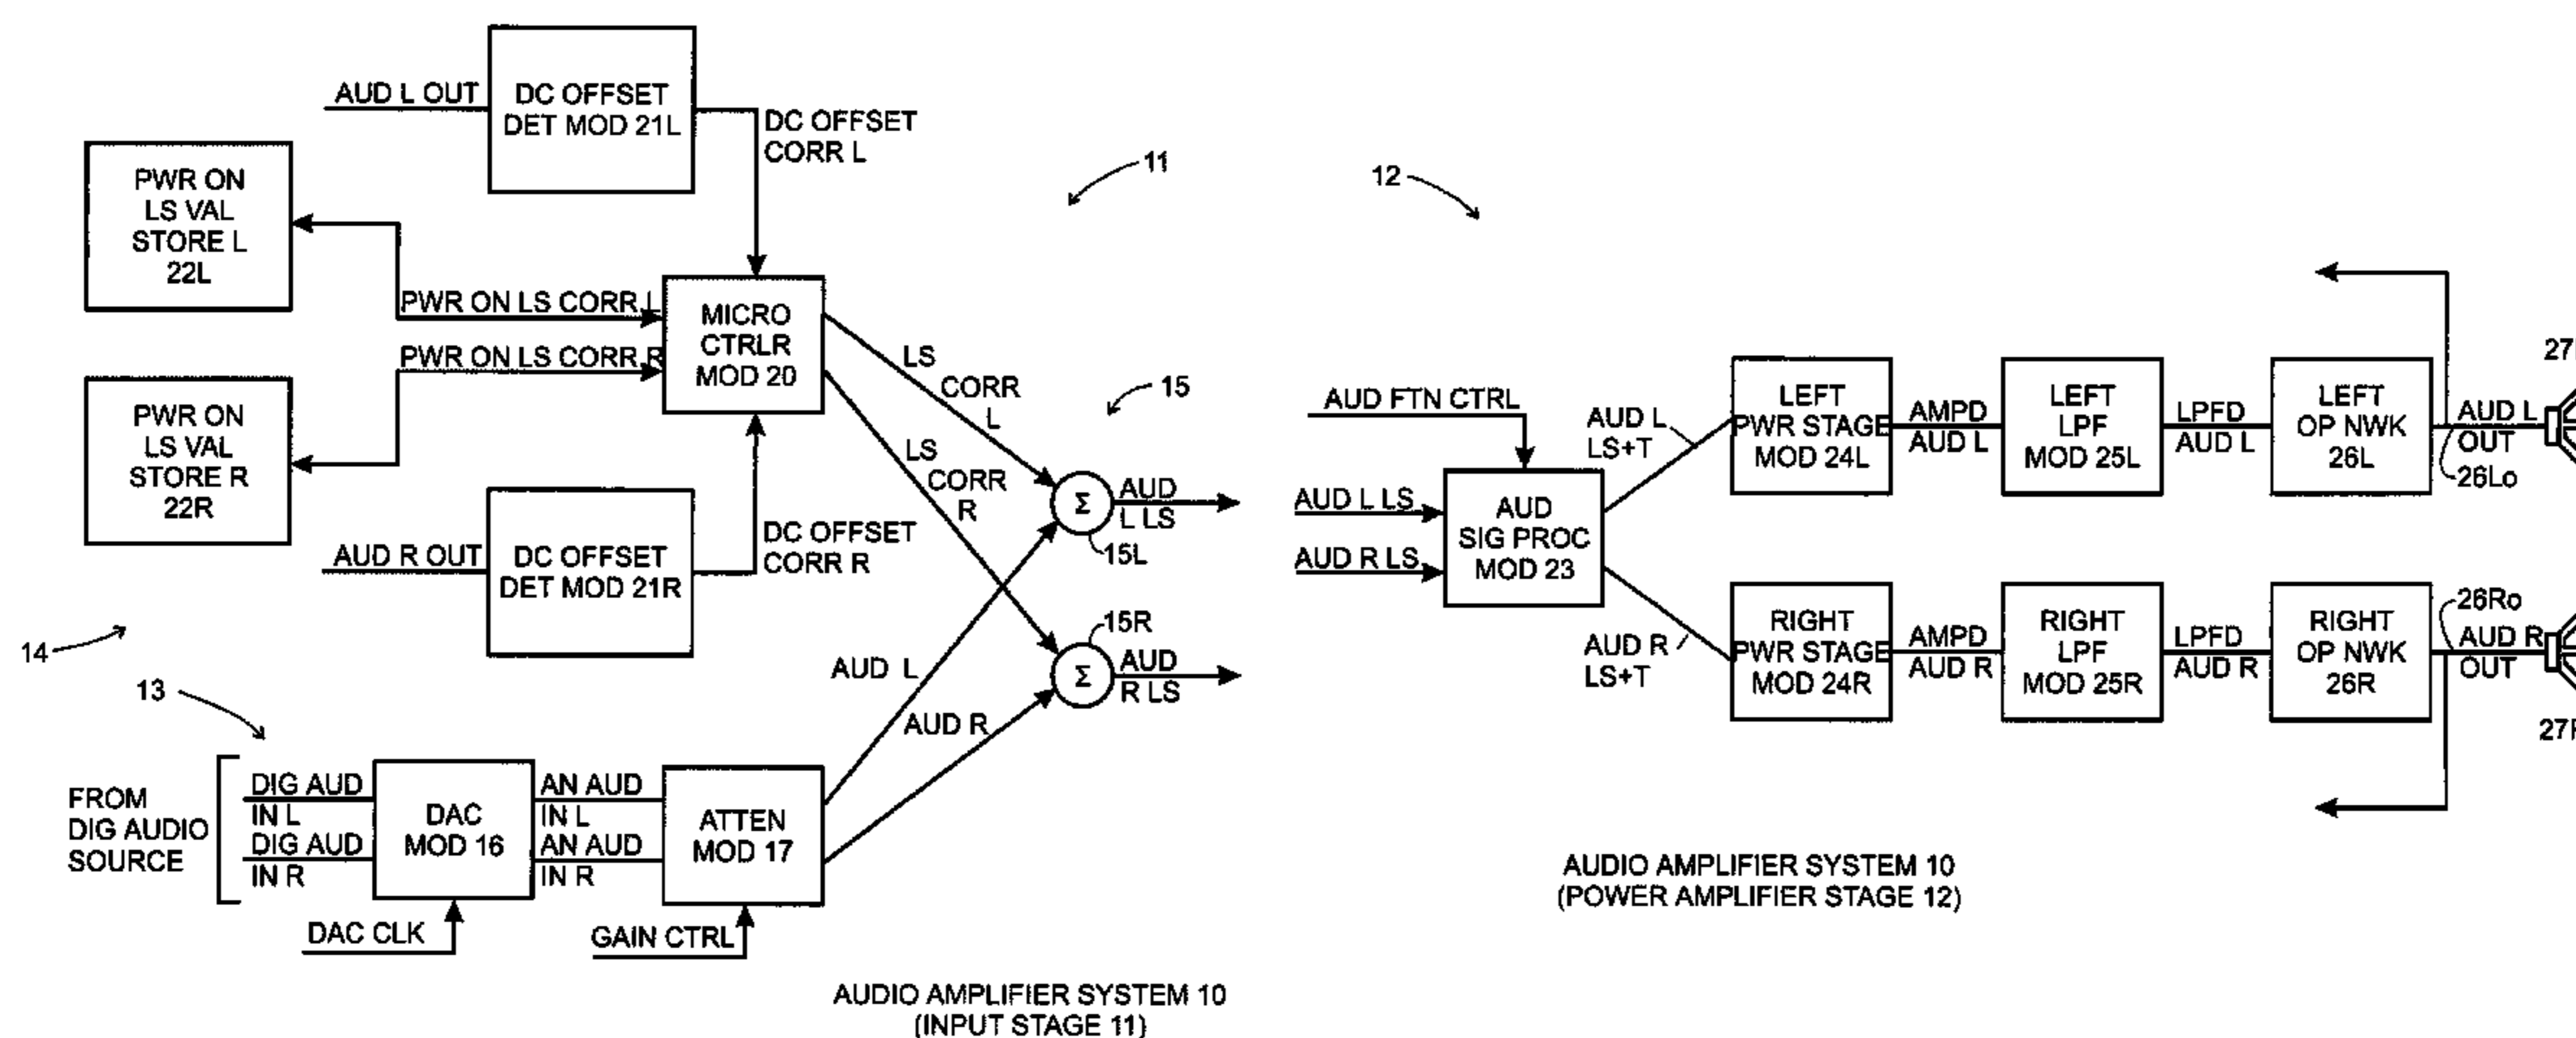 AUD L OUT
DC OFFSET
DET MOD 21L
DC OFFSET
CORR L
PWR ON
LS VAL
STORE L
22L
PWR ON LS CORR L
PWR ON LS CORR R
MICRO
CTRLR
MOD 20
PWR ON
LS VAL
STORE R
22R
AUD R OUT
DC OFFSET
DET MOD 21R
DC OFFSET
CORR R
LS
CORR
L
LS
CORR
R
11
15
Σ
15L
AUD
L LS
15R
Σ
AUD
R LS
AUD L
AUD R
14
13
FROM
DIG AUDIO
SOURCE
DIG AUD
IN L
DIG AUD
IN R
DAC
MOD 16
DAC CLK
AN AUD
IN L
AN AUD
IN R
ATTEN
MOD 17
GAIN CTRL
AUDIO AMPLIFIER SYSTEM 10
(INPUT STAGE 11)
12
AUD FTN CTRL
AUD L LS
AUD R LS
AUD
SIG PROC
MOD 23
AUD L
LS+T
AUD R
LS+T
LEFT
PWR STAGE
MOD 24L
AMPD
AUD L
LEFT
LPF
MOD 25L
LPFD
AUD L
LEFT
OP NWK
26L
AUD L
OUT
26Lo
RIGHT
PWR STAGE
MOD 24R
AMPD
AUD R
RIGHT
LPF
MOD 25R
LPFD
AUD R
RIGHT
OP NWK
26R
26Ro
AUD R
OUT
AUDIO AMPLIFIER SYSTEM 10
(POWER AMPLIFIER STAGE 12)